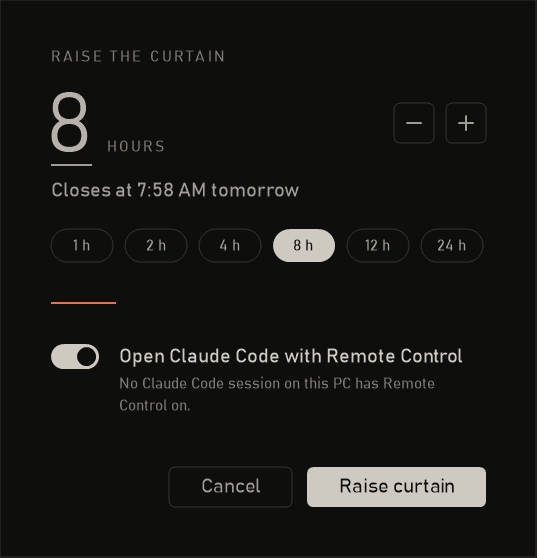 RAISE THE CURTAIN
8 HOURS
Closes at 7:58 AM tomorrow
1 h 2 h 4 h 8 h 12 h 24 h
Open Claude Code with Remote Control
No Claude Code session on this PC has Remote
Control on.
Cancel Raise curtain